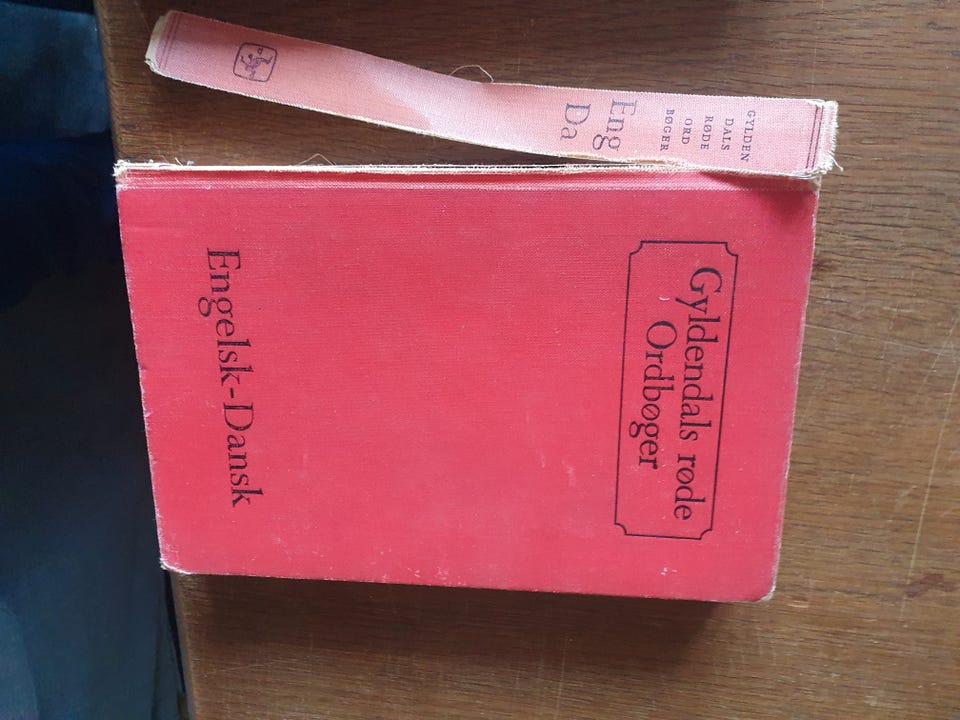 GYLDEN
DALS
RØDE
ORD
BØGER
Eng
Da
Gyldendals røde
Ordbøger
Engelsk-Dansk